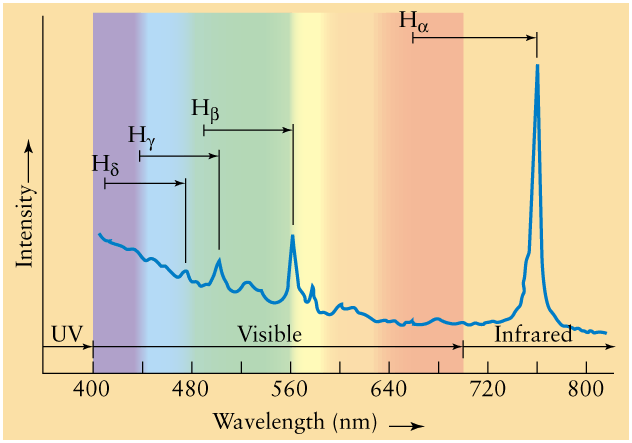 Hα
Hβ
Hγ
Hδ
Intensity
UV Visible Infrared
400 480 560 640 720 800
Wavelength (nm)